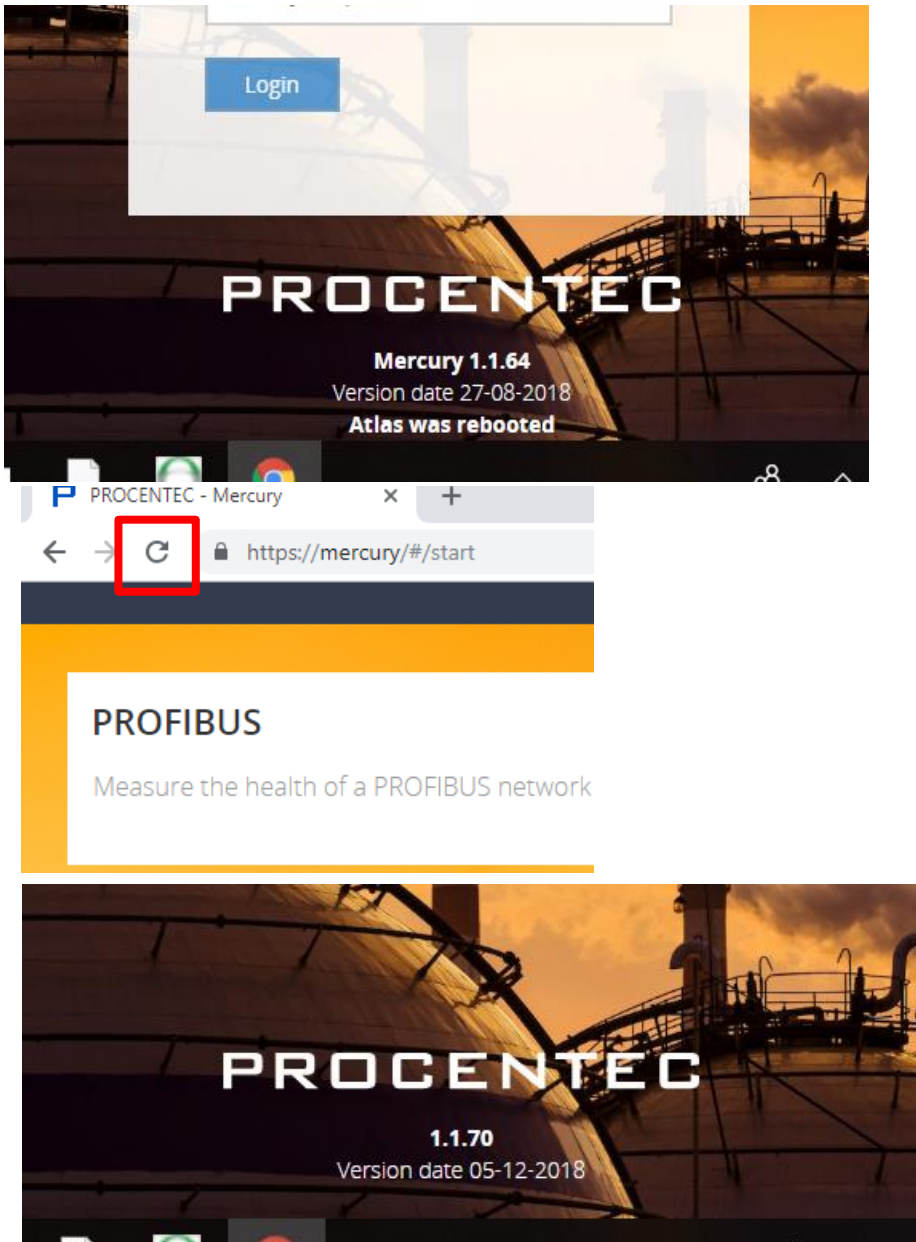 Login
PROCENTEC
Mercury 1.1.64
Version date 27-08-2018
Atlas was rebooted
PROCENTEC - Mercury
https://mercury/#/start
PROFIBUS
Measure the health of a PROFIBUS network
PROCENTEC
1.1.70
Version date 05-12-2018